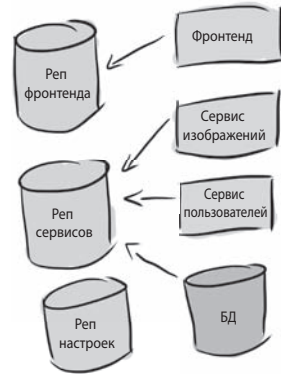 Фронтенд
Реп
фронтенда
Сервис
изображений
Сервис
пользователей
Реп
сервисов
БД
Реп
настроек